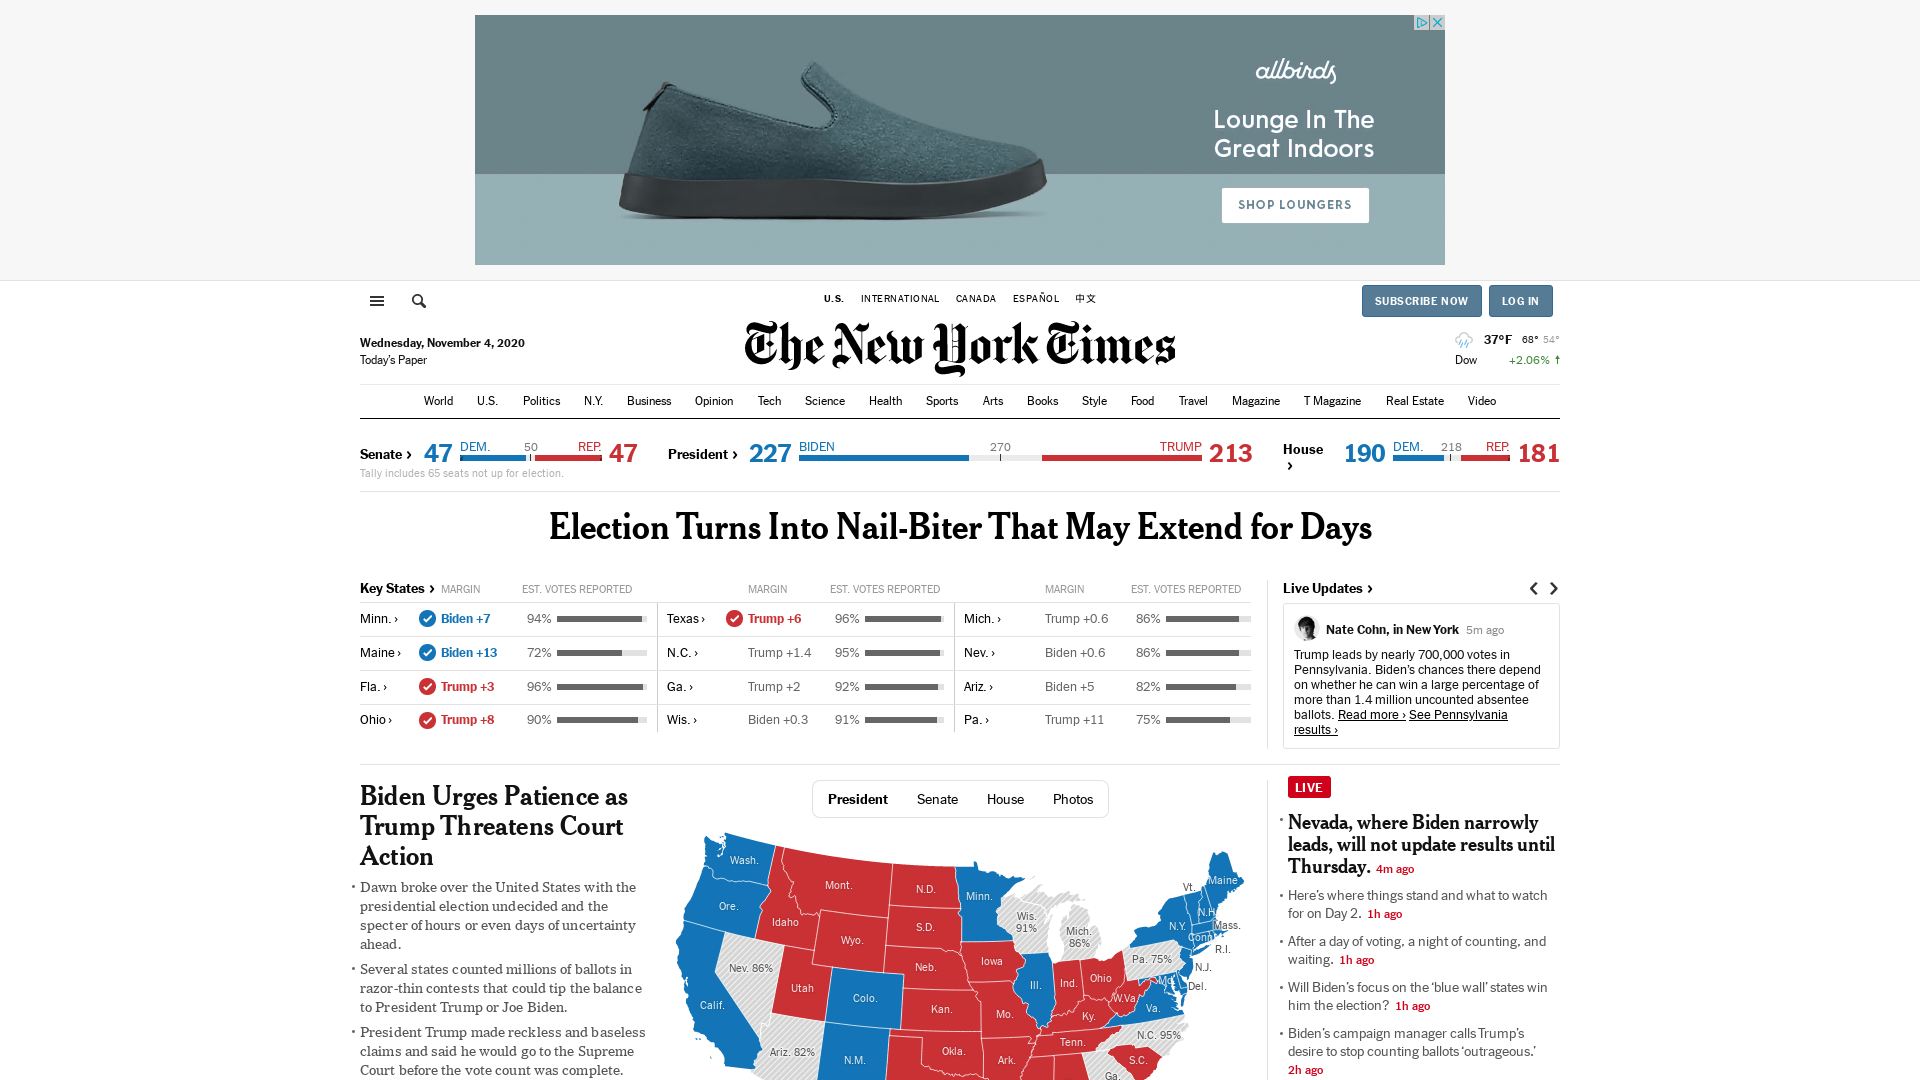 allbirds
Lounge In The
Great Indoors
SHOP LOUNGERS
U.S. INTERNATIONAL CANADA ESPAÑOL 中文
SUBSCRIBE NOW LOG IN
Wednesday, November 4, 2020
Today's Paper
The New York Times
37°F 68° 54°
Dow +2.06% ↑
World U.S. Politics N.Y. Business Opinion Tech Science Health Sports Arts Books Style Food Travel Magazine T Magazine Real Estate Video
Senate › 47 DEM. 50 REP. 47
Tally includes 65 seats not up for election.
President › 227 BIDEN 270 TRUMP 213
House › 190 DEM. 218 REP. 181
Election Turns Into Nail-Biter That May Extend for Days
Key States › MARGIN EST. VOTES REPORTED MARGIN EST. VOTES REPORTED MARGIN EST. VOTES REPORTED
Minn. › Biden +7 94% Texas › Trump +6 96% Mich. › Trump +0.6 86%
Maine › Biden +13 72% N.C. › Trump +1.4 95% Nev. › Biden +0.6 86%
Fla. › Trump +3 96% Ga. › Trump +2 92% Ariz. › Biden +5 82%
Ohio › Trump +8 90% Wis. › Biden +0.3 91% Pa. › Trump +11 75%
Live Updates ›
Nate Cohn, in New York 5m ago
Trump leads by nearly 700,000 votes in
Pennsylvania. Biden's chances there depend
on whether he can win a large percentage of
more than 1.4 million uncounted absentee
ballots. Read more › See Pennsylvania
results ›
Biden Urges Patience as
Trump Threatens Court
Action
• Dawn broke over the United States with the
presidential election undecided and the
specter of hours or even days of uncertainty
ahead.
• Several states counted millions of ballots in
razor-thin contests that could tip the balance
to President Trump or Joe Biden.
• President Trump made reckless and baseless
claims and said he would go to the Supreme
Court before the vote count was complete.
President Senate House Photos
Wash.
Mont.
N.D.
Minn.
Vt.
Maine
Ore.
Idaho
S.D.
Wis.
91%
Mich.
86%
N.Y.
N.H.
Mass.
Conn.
R.I.
Wyo.
Iowa
Pa. 75%
N.J.
Nev. 86%
Neb.
Utah
Colo.
Ill.
Ind.
Ohio
Md.
Del.
W.Va.
Calif.
Kan.
Mo.
Ky.
Va.
N.C. 95%
Ariz. 82%
N.M.
Okla.
Ark.
Tenn.
S.C.
Ga.
LIVE
• Nevada, where Biden narrowly
leads, will not update results until
Thursday. 4m ago
• Here's where things stand and what to watch
for on Day 2. 1h ago
• After a day of voting, a night of counting, and
waiting. 1h ago
• Will Biden's focus on the 'blue wall' states win
him the election? 1h ago
• Biden's campaign manager calls Trump's
desire to stop counting ballots 'outrageous.'
2h ago